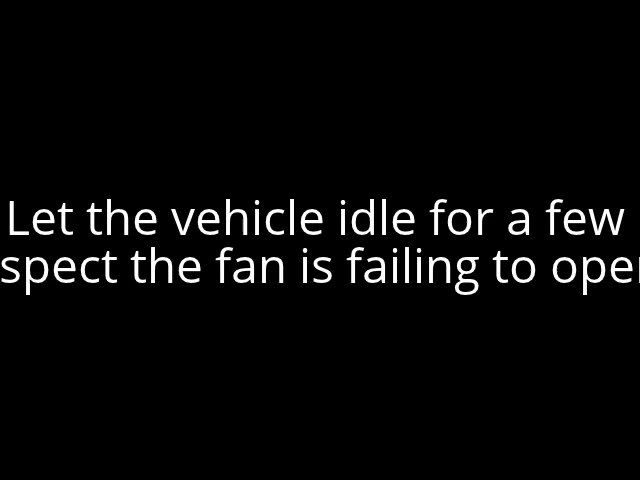 Let the vehicle idle for a few
spect the fan is failing to oper